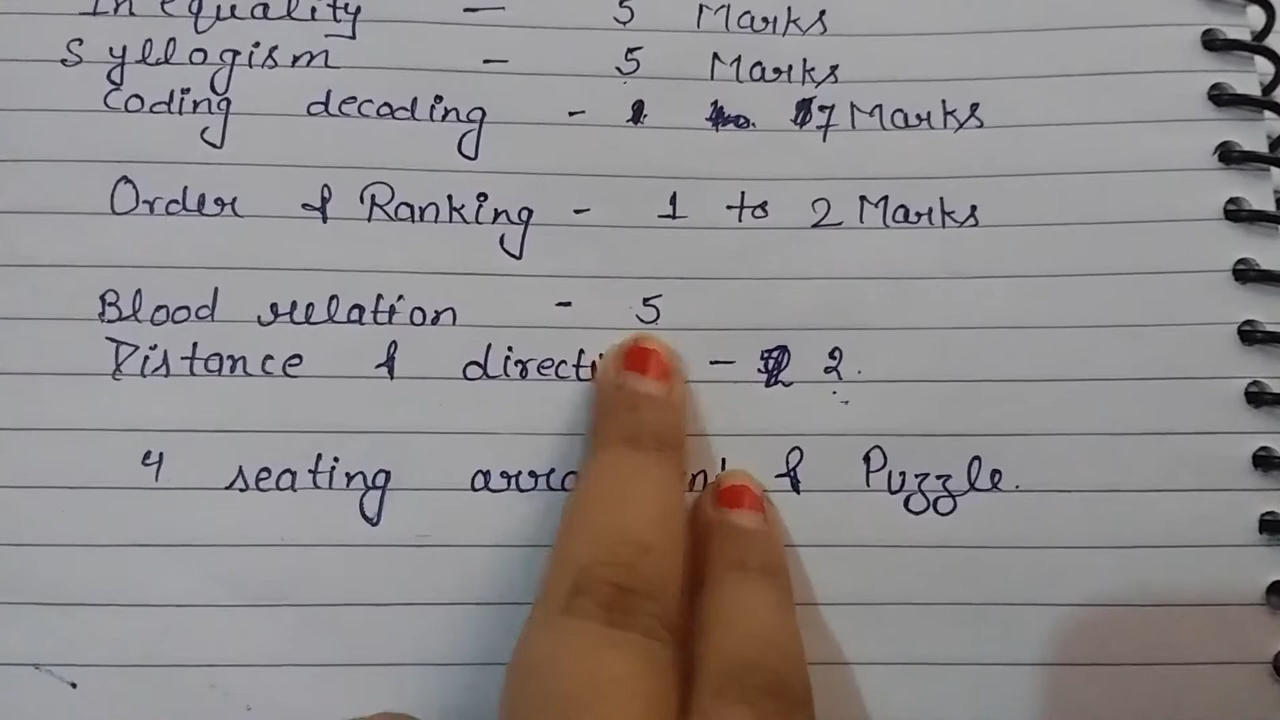 Inequality - 5 Marks
Syllogism - 5 Marks
Coding decoding - 7 Marks
Order & Ranking - 1 to 2 Marks
Blood relation - 5
Distance & - 2.
4 seating & Puzzle.